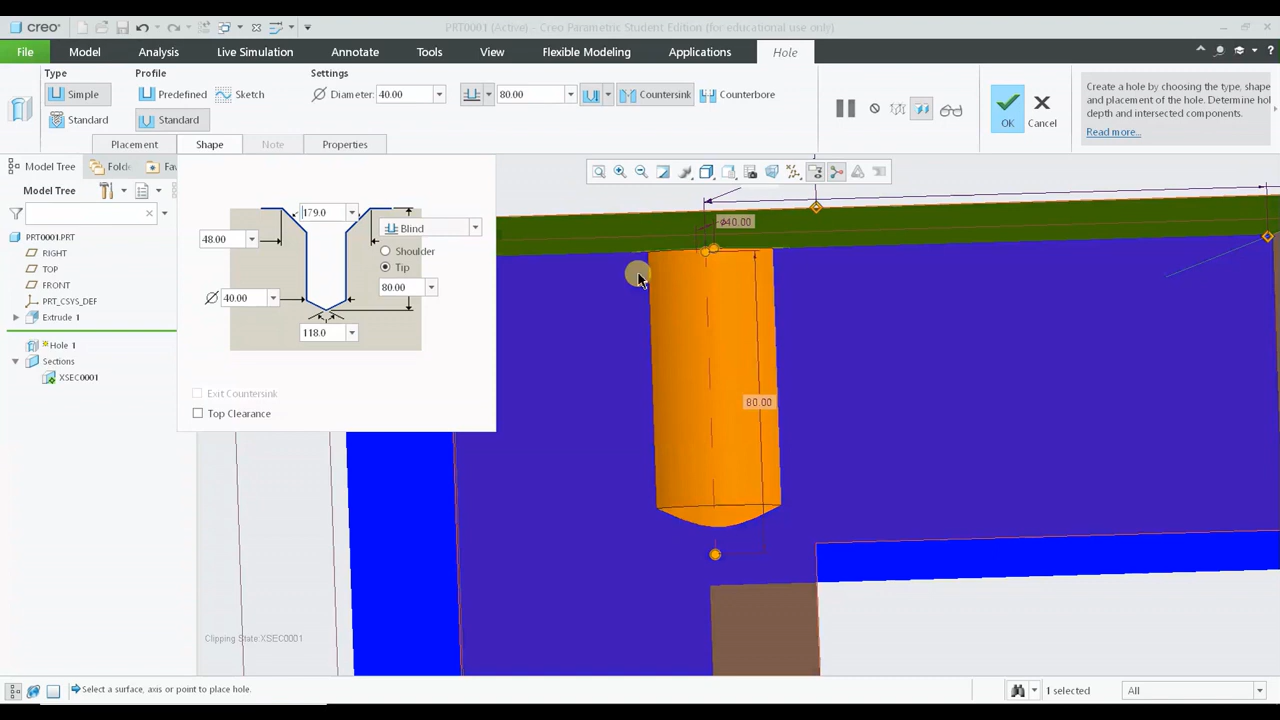 creo PRT0001 (Active) - Creo Parametric Student Edition (for educational use only)
File Model Analysis Live Simulation Annotate Tools View Flexible Modeling Applications Hole
Type Profile Settings
Simple Predefined Sketch Diameter: 40.00 80.00 Countersink Counterbore
Standard Standard
OK Cancel
Create a hole by choosing the type, shape
and placement of the hole. Determine hol
depth and intersected components.
Read more...
Placement Shape Note Properties
Model Tree Folde Fav
Model Tree
PRT0001.PRT
RIGHT
TOP
FRONT
PRT_CSYS_DEF
Extrude 1
Hole 1
Sections
XSEC0001
179.0
48.00
Blind
Shoulder
Tip
80.00
40.00
118.0
Exit Countersink
Top Clearance
⌀40.00
80.00
Clipping State:XSEC0001
Select a surface, axis or point to place hole.
1 selected
All